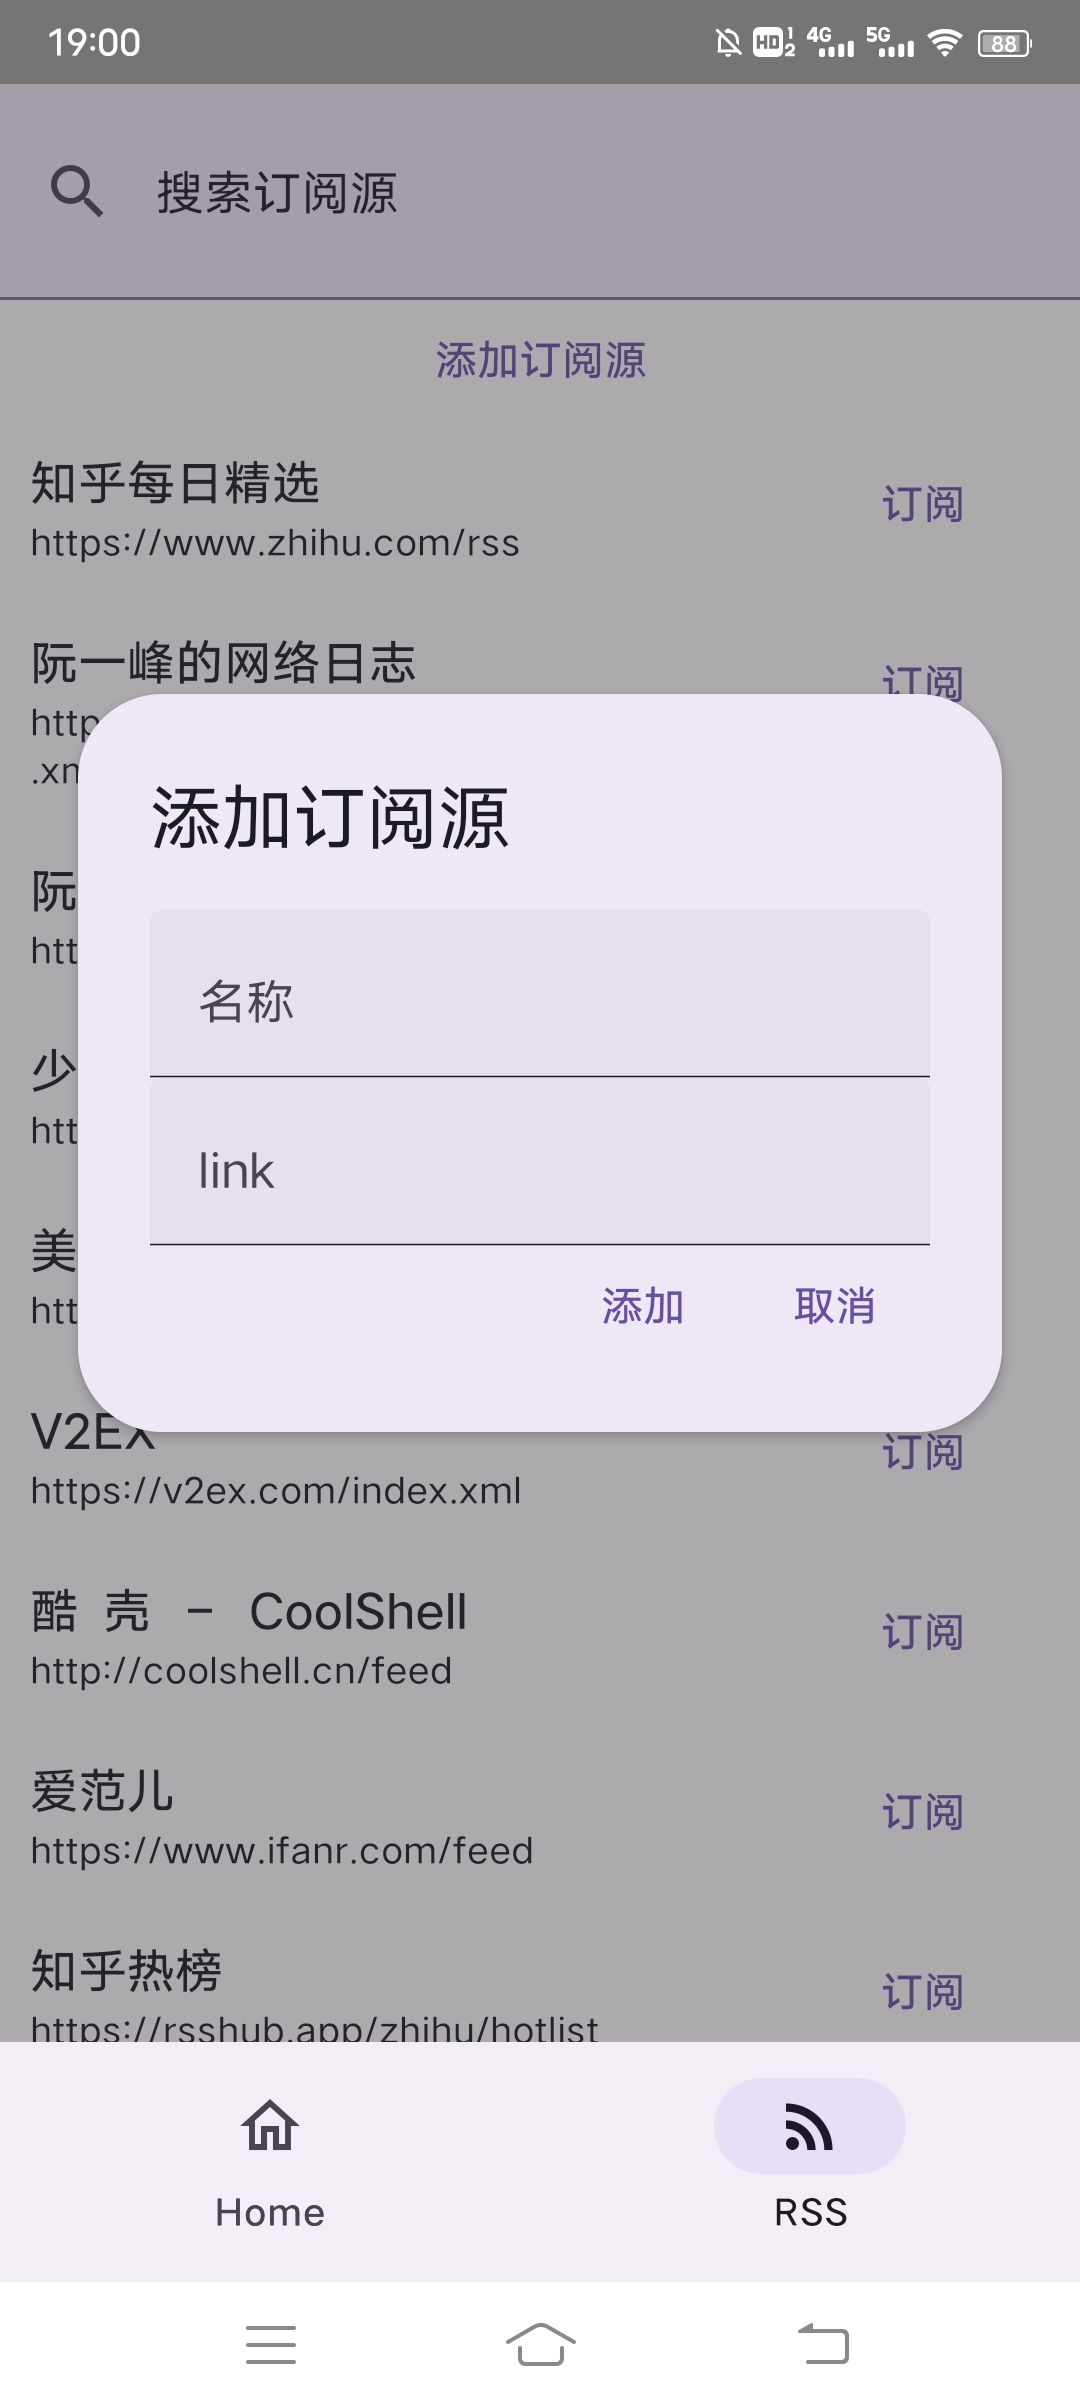 19:00
HD 1 2 4G 5G 88
搜索订阅源
添加订阅源
知乎每日精选
订阅
https://www.zhihu.com/rss
阮一峰的网络日志
订阅
http
.xm
添加订阅源
阮
htt
名称
少
htt
link
美
htt
添加 取消
V2EX
订阅
https://v2ex.com/index.xml
酷 壳 – CoolShell
订阅
http://coolshell.cn/feed
爱范儿
订阅
https://www.ifanr.com/feed
知乎热榜
订阅
https://rsshub.app/zhihu/hotlist
Home RSS